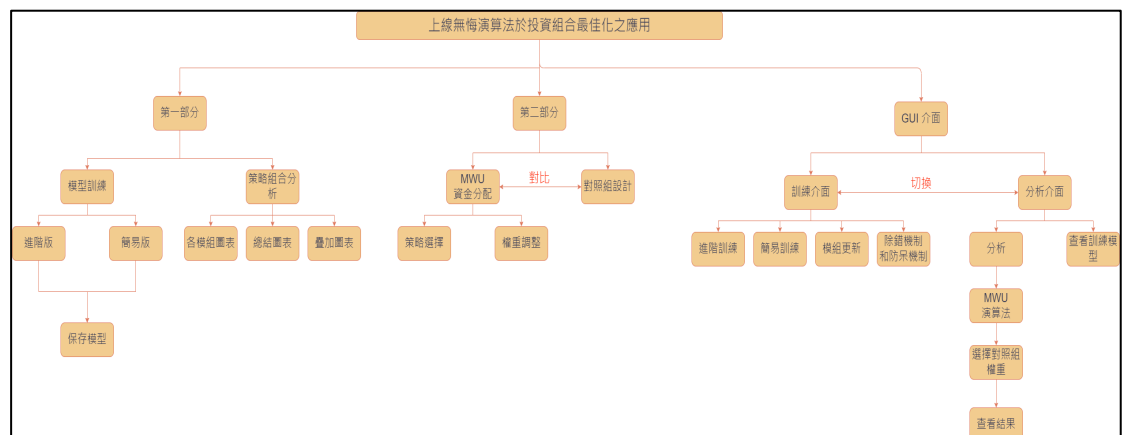 上線無悔演算法於投資組合最佳化之應用
第一部分
第二部分
GUI 介面
模型訓練
策略組合分
析
MWU
資金分配
對比
對照組設計
訓練介面
切換
分析介面
進階版
簡易版
各模組圖表
總結圖表
疊加圖表
策略選擇
權重調整
進階訓練
簡易訓練
模組更新
除錯機制
和防呆機制
分析
查看訓練模
型
保存模型
MWU
演算法
選擇對照組
權重
查看結果